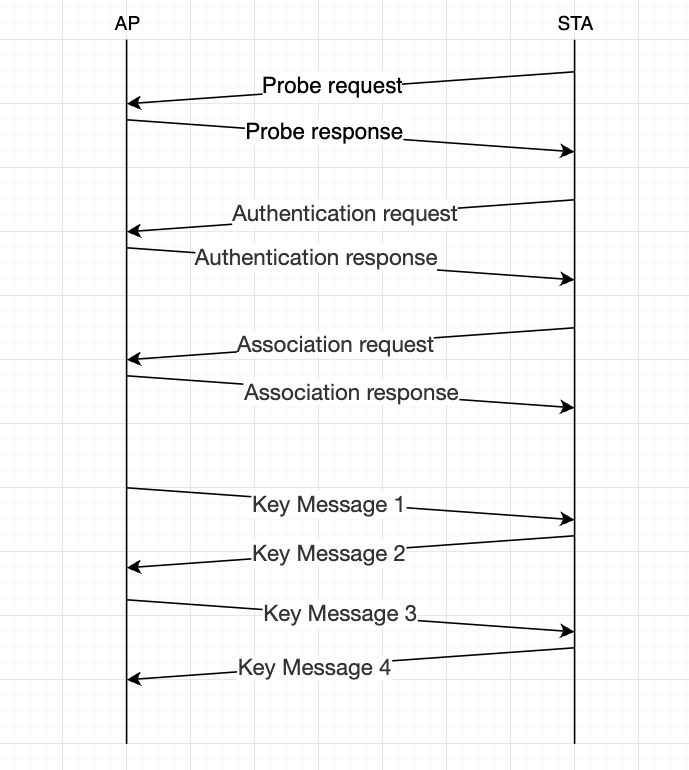 AP
STA
Probe request
Probe response
Authentication request
Authentication response
Association request
Association response
Key Message 1
Key Message 2
Key Message 3
Key Message 4